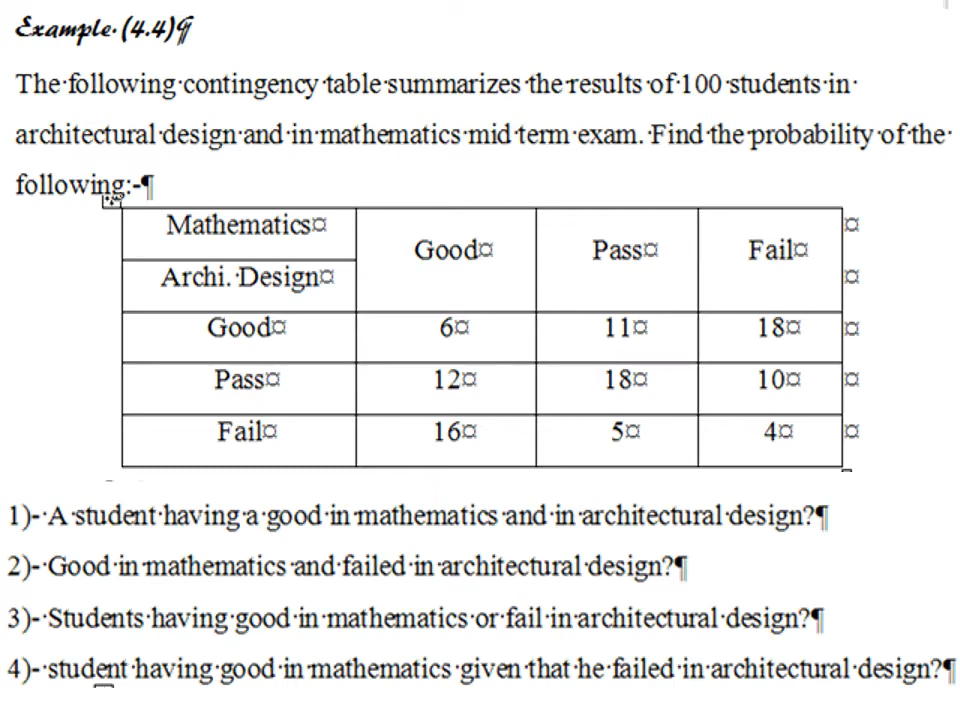 Example (4.4)¶
The following contingency table summarizes the results of 100 students in
architectural design and in mathematics mid term exam. Find the probability of the
following:-¶
Mathematics¤ Good¤ Pass¤ Fail¤ ¤
Archi. Design¤ ¤
Good¤ 6¤ 11¤ 18¤ ¤
Pass¤ 12¤ 18¤ 10¤ ¤
Fail¤ 16¤ 5¤ 4¤ ¤
1)- A student having a good in mathematics and in architectural design?¶
2)- Good in mathematics and failed in architectural design?¶
3)- Students having good in mathematics or fail in architectural design?¶
4)- student having good in mathematics given that he failed in architectural design?¶